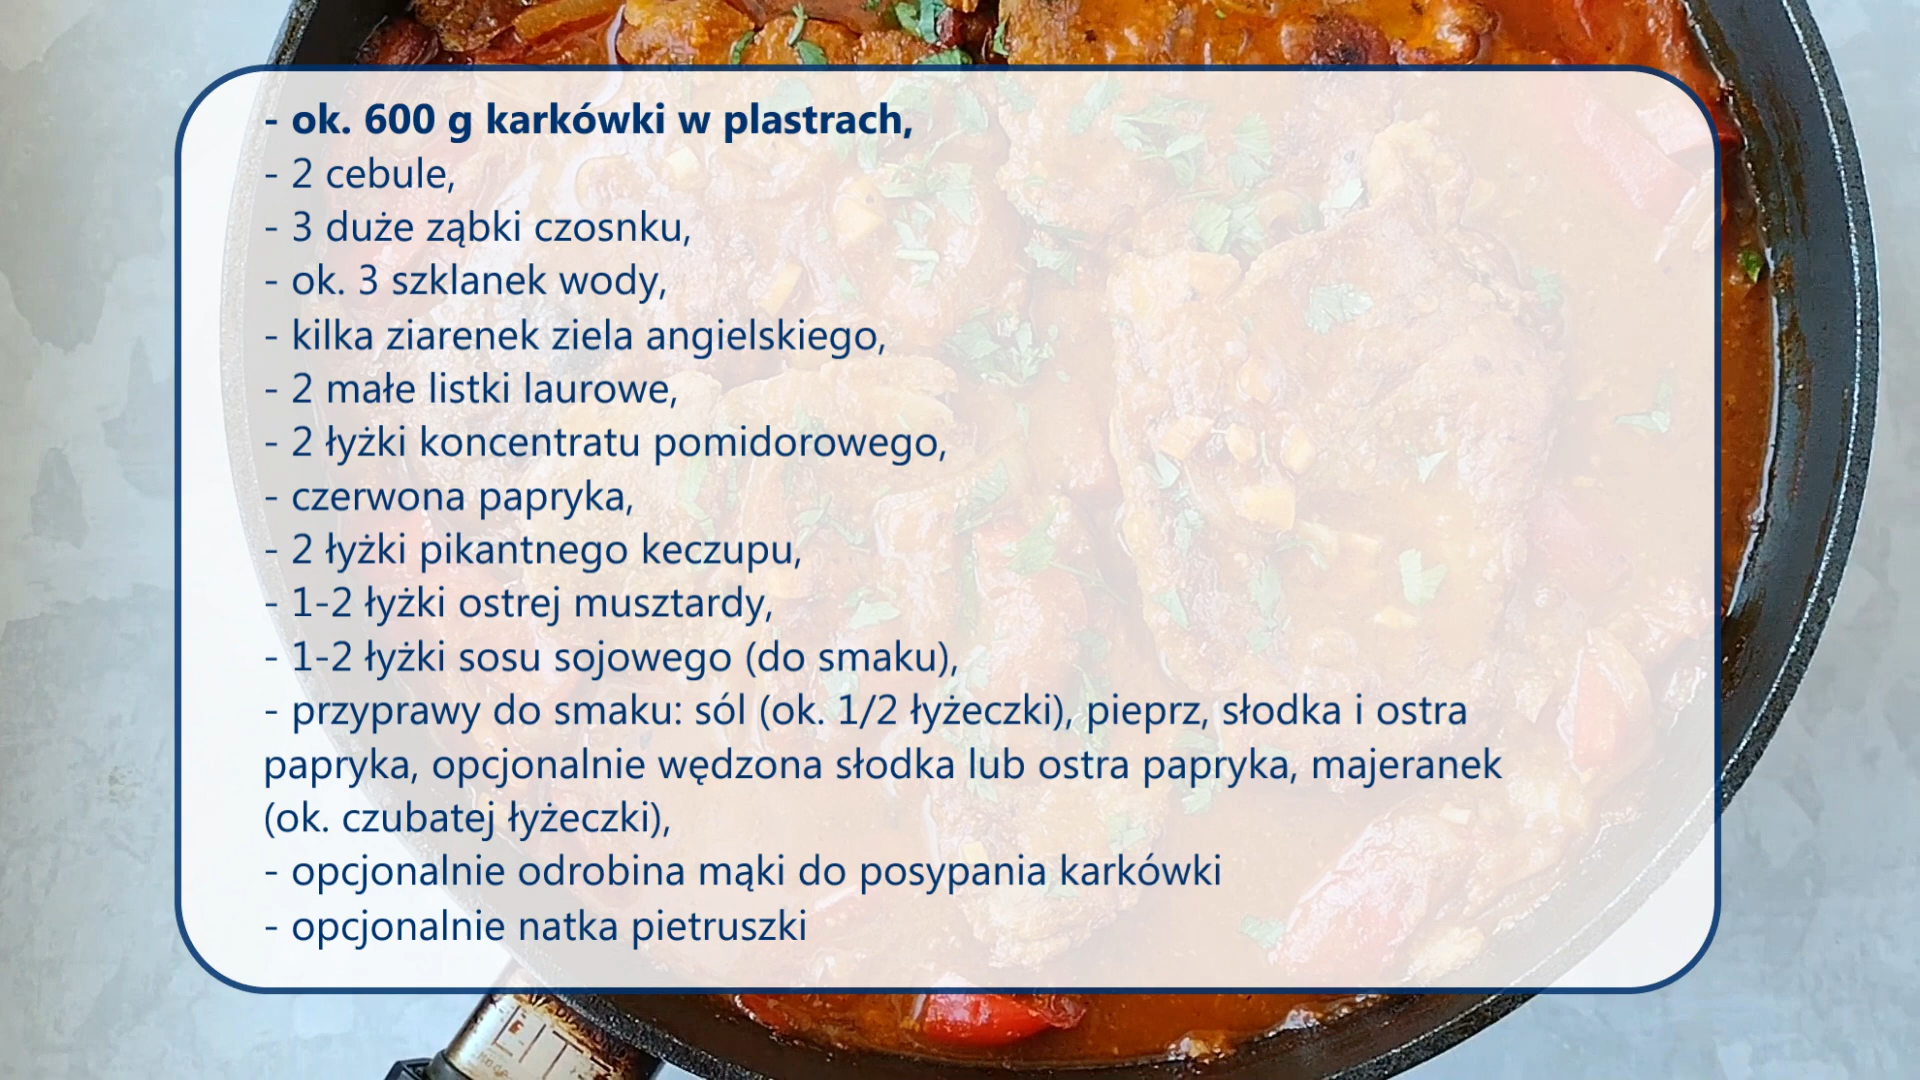 - ok. 600 g karkówki w plastrach,
- 2 cebule,
- 3 duże ząbki czosnku,
- ok. 3 szklanek wody,
- kilka ziarenek ziela angielskiego,
- 2 małe listki laurowe,
- 2 łyżki koncentratu pomidorowego,
- czerwona papryka,
- 2 łyżki pikantnego keczupu,
- 1-2 łyżki ostrej musztardy,
- 1-2 łyżki sosu sojowego (do smaku),
- przyprawy do smaku: sól (ok. 1/2 łyżeczki), pieprz, słodka i ostra
papryka, opcjonalnie wędzona słodka lub ostra papryka, majeranek
(ok. czubatej łyżeczki),
- opcjonalnie odrobina mąki do posypania karkówki
- opcjonalnie natka pietruszki